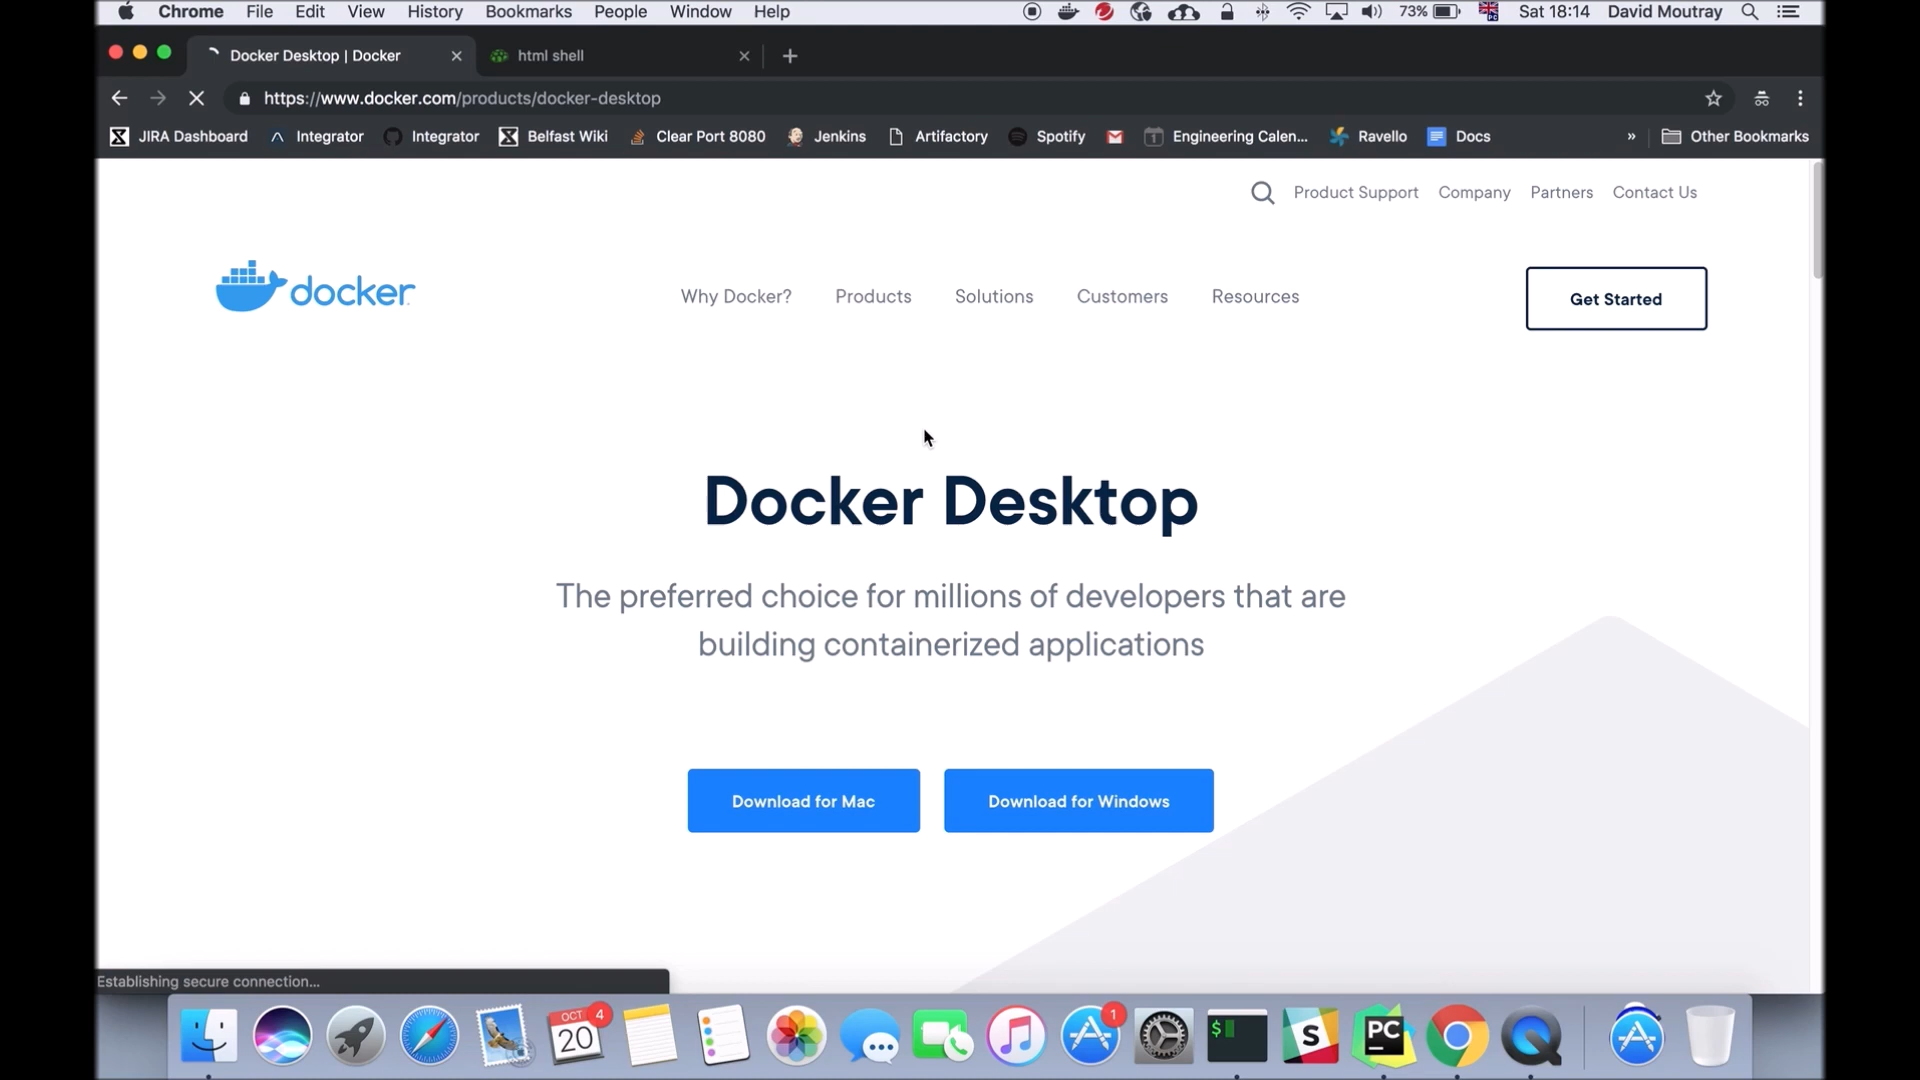 Chrome File Edit View History Bookmarks People Window Help 73% Sat 18:14 David Moutray
Docker Desktop | Docker html shell
https://www.docker.com/products/docker-desktop
JIRA Dashboard Integrator Integrator Belfast Wiki Clear Port 8080 Jenkins Artifactory Spotify 1 Engineering Calen... Ravello Docs » Other Bookmarks
Product Support Company Partners Contact Us
docker Why Docker? Products Solutions Customers Resources Get Started
Docker Desktop
The preferred choice for millions of developers that are
building containerized applications
Download for Mac Download for Windows
Establishing secure connection...
OCT 4 1
20 $ S PC